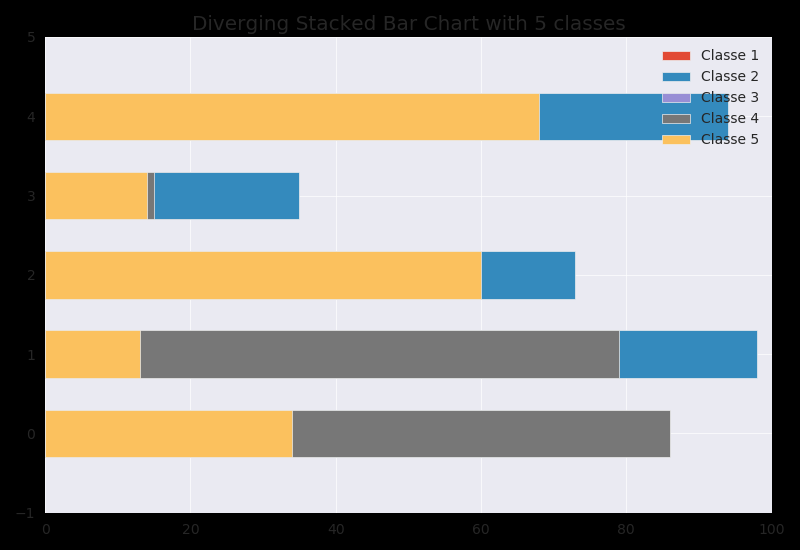 Diverging Stacked Bar Chart with 5 classes
5
4
3
2
1
0
−1
0 20 40 60 80 100
Classe 1
Classe 2
Classe 3
Classe 4
Classe 5